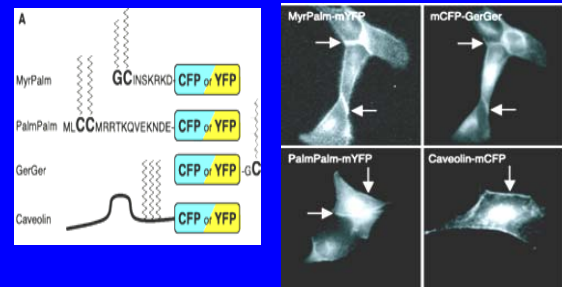 A
MyrPalm
GCINSKRKD-CFP or YFP
PalmPalm
MLCCMRRTKQVEKNDE-CFP or YFP
GerGer
CFP or YFP-GC
Caveolin
CFP or YFP
MyrPalm-mYFP
mCFP-GerGer
PalmPalm-mYFP
Caveolin-mCFP